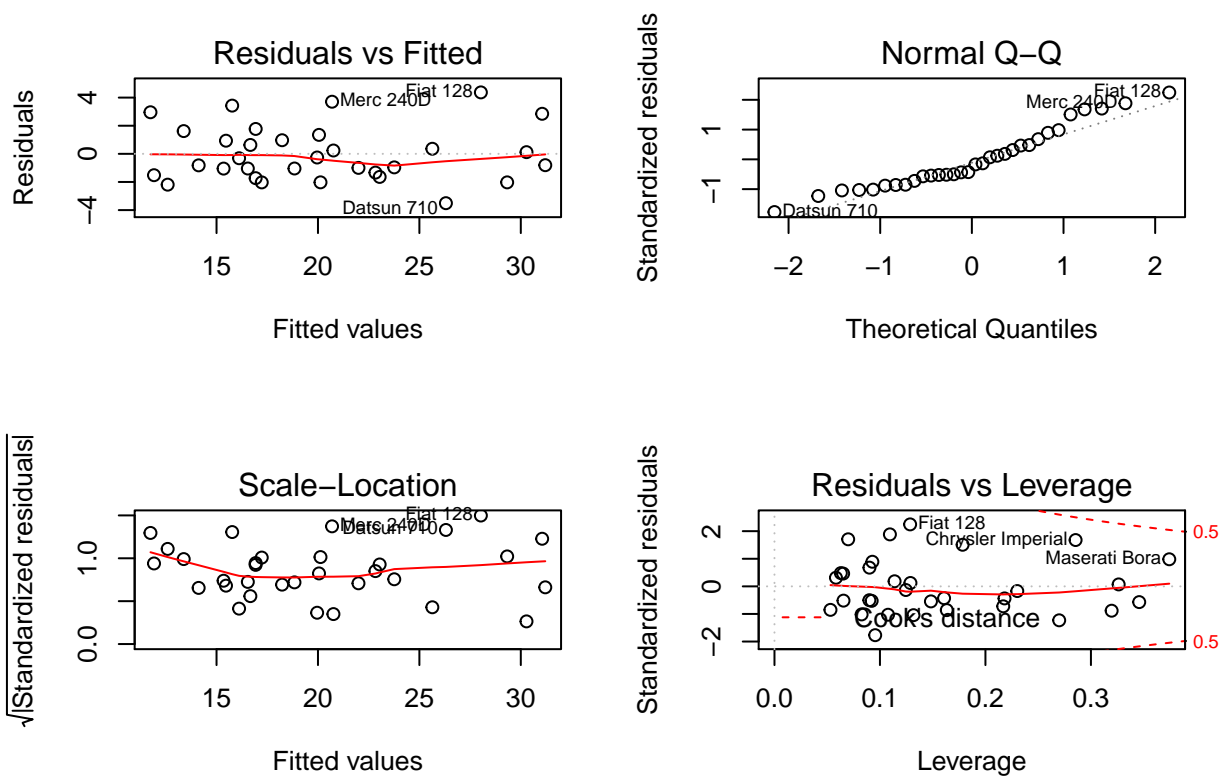 Residuals vs Fitted
Residuals
4
0
−4
Fiat 128
Merc 240D
Datsun 710
15 20 25 30
Fitted values
Normal Q−Q
Standardized residuals
1
−1
Fiat 128
Merc 240D
Datsun 710
−2 −1 0 1 2
Theoretical Quantiles
Scale−Location
√|Standardized residuals|
1.0
0.0
Fiat 128
Merc 240D
Datsun 710
15 20 25 30
Fitted values
Residuals vs Leverage
Standardized residuals
2
0
−2
Fiat 128
Chrysler Imperial
Maserati Bora
0.5
0.5
Cook's distance
0.0 0.1 0.2 0.3
Leverage